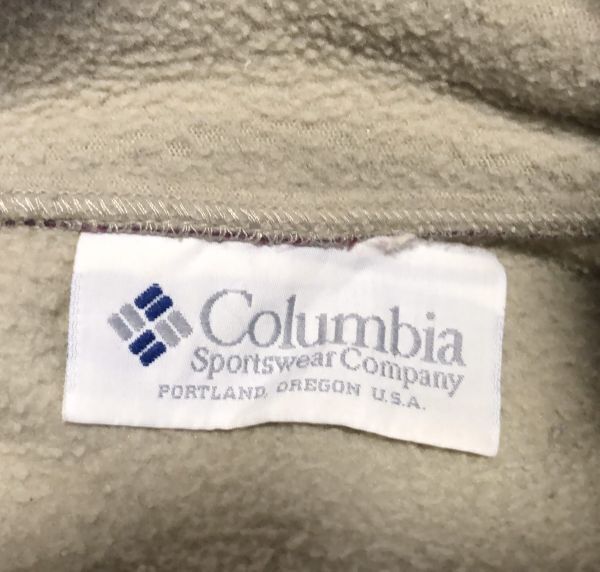 Columbia
Sportswear Company
PORTLAND, OREGON U.S.A.